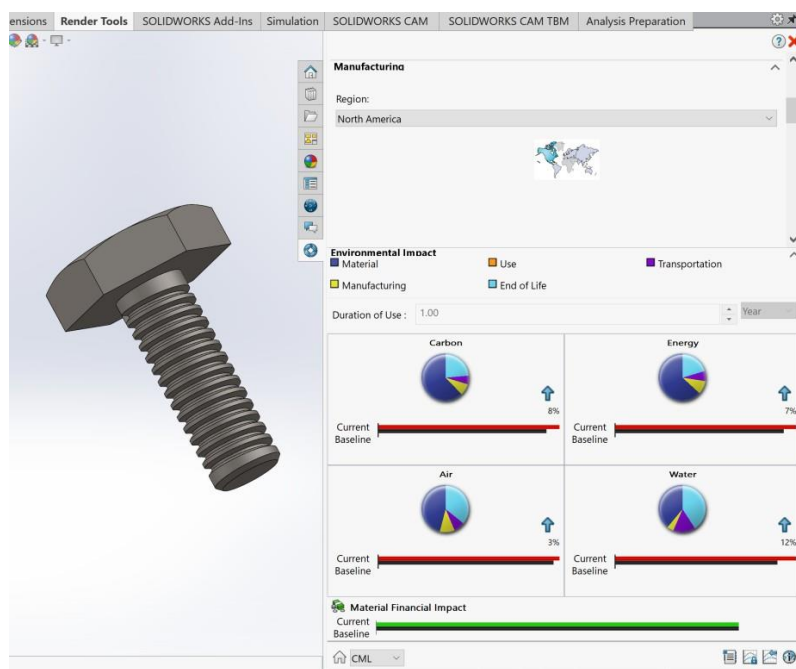 ensions Render Tools SOLIDWORKS Add-Ins Simulation SOLIDWORKS CAM SOLIDWORKS CAM TBM Analysis Preparation
Manufacturing
Region:
North America
Environmental Impact
Material Use Transportation
Manufacturing End of Life
Duration of Use : 1.00 Year
Carbon
8%
Current
Baseline
Energy
7%
Current
Baseline
Air
3%
Current
Baseline
Water
12%
Current
Baseline
Material Financial Impact
Current
Baseline
CML